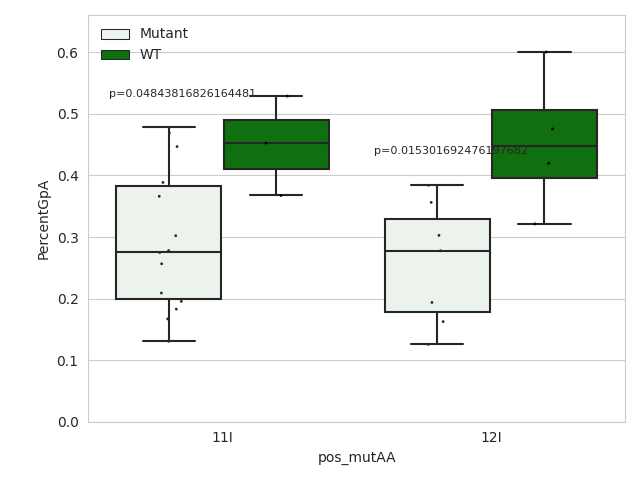 Mutant
WT
p=0.04843816826164481
p=0.015301692476197682
0.6
0.5
0.4
0.3
0.2
0.1
0.0
PercentGpA
11I
12I
pos_mutAA